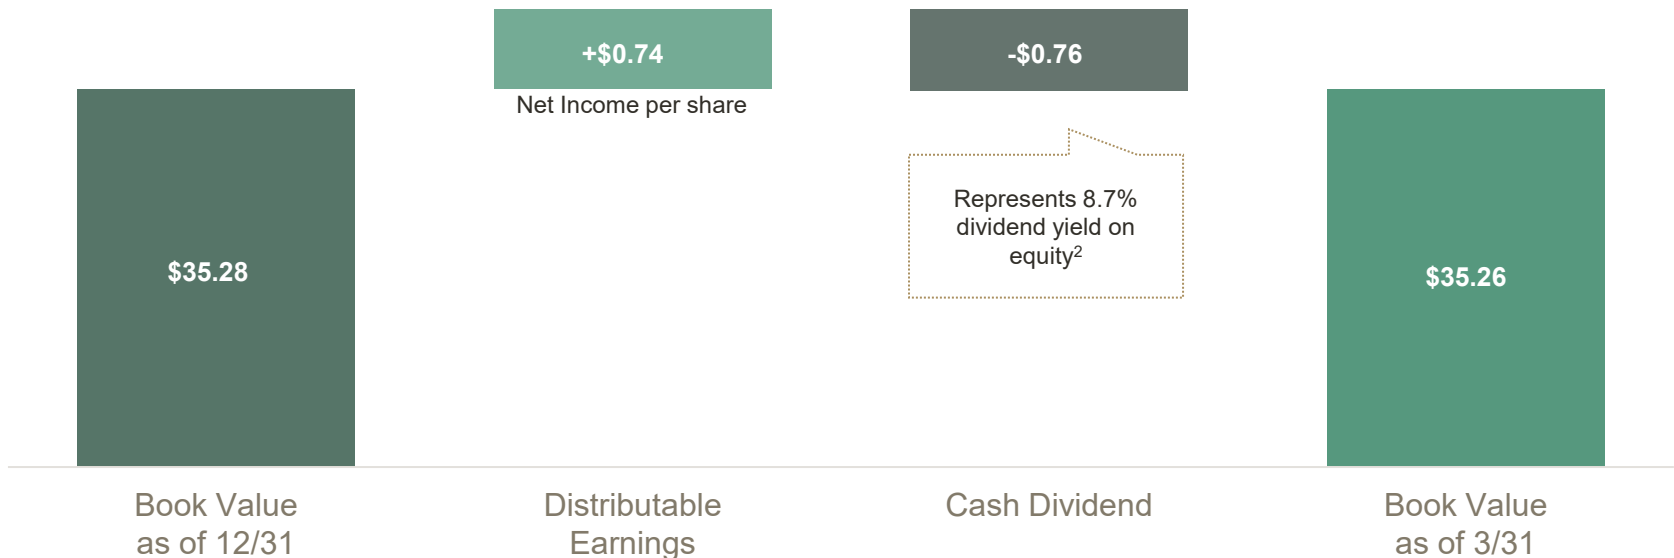 +$0.74
-$0.76
Net Income per share
Represents 8.7%
dividend yield on
equity²
$35.28
$35.26
Book Value
as of 12/31
Distributable
Earnings
Cash Dividend
Book Value
as of 3/31